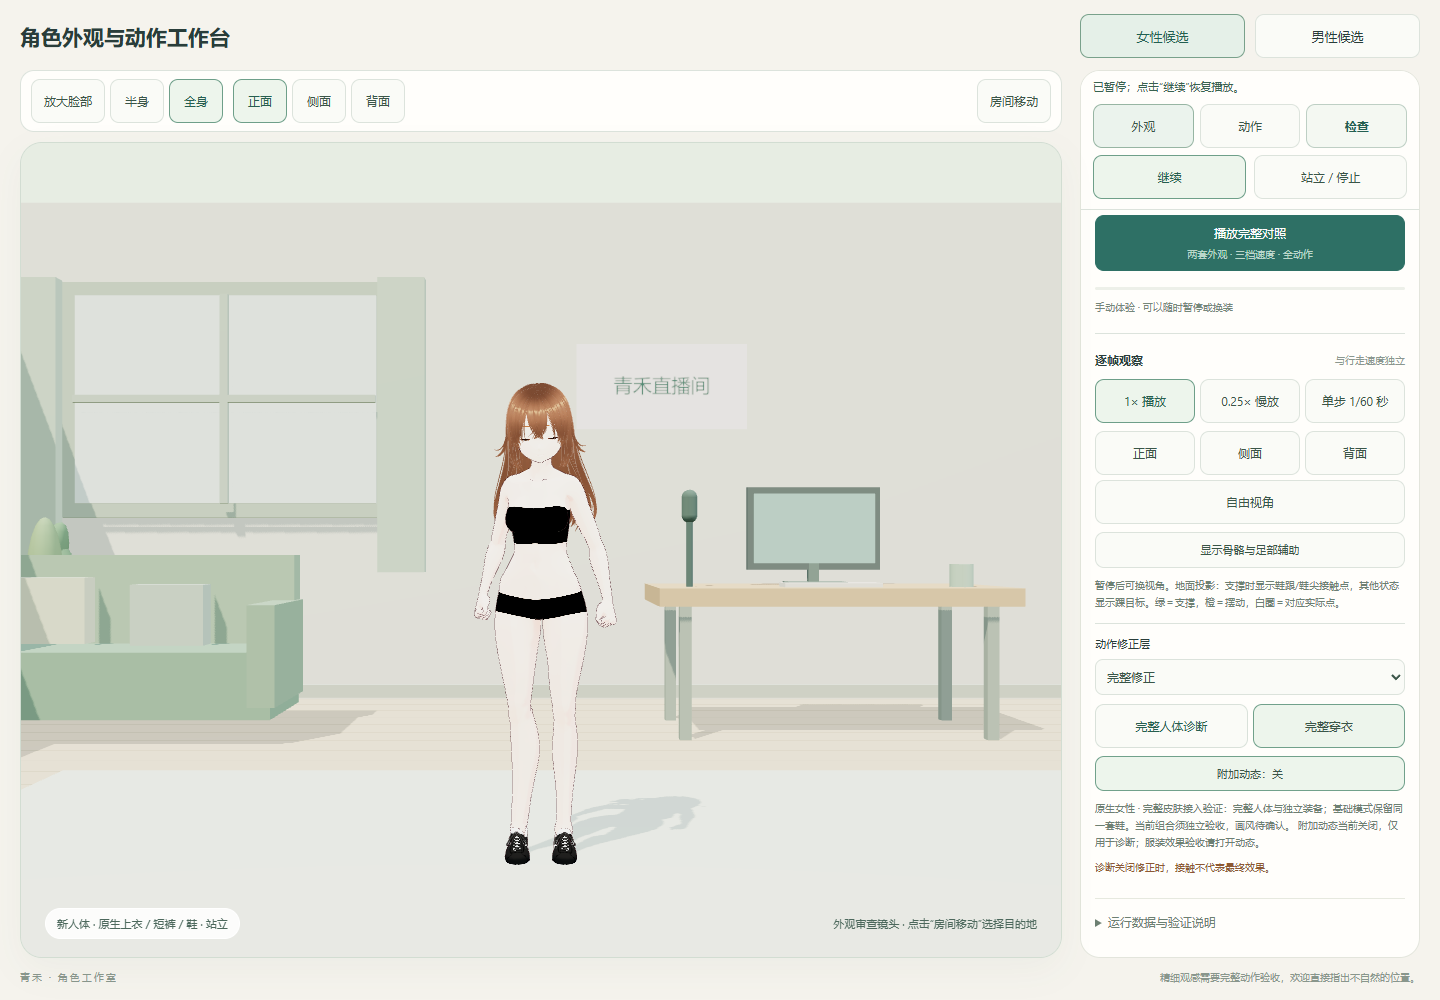 角色外观与动作工作台
女性候选
男性候选
放大脸部
半身
全身
正面
侧面
背面
房间移动
青禾直播间
新人体 · 原生上衣 / 短裤 / 鞋 · 站立
外观审查镜头 · 点击“房间移动”选择目的地
已暂停；点击“继续”恢复播放。
外观
动作
检查
继续
站立 / 停止
播放完整对照
两套外观 · 三档速度 · 全动作
手动体验 · 可以随时暂停或换装
逐帧观察
与行走速度独立
1× 播放
0.25× 慢放
单步 1/60 秒
正面
侧面
背面
自由视角
显示骨骼与足部辅助
暂停后可换视角。地面投影：支撑时显示鞋跟/鞋尖接触点，其他状态
显示踝目标。绿＝支撑，橙＝摆动，白圈＝对应实际点。
动作修正层
完整修正
完整人体诊断
完整穿衣
附加动态：关
原生女性 · 完整皮肤接入验证：完整人体与独立装备；基础模式保留同
一套鞋。当前组合须独立验收，画风待确认。 附加动态当前关闭，仅
用于诊断；服装效果验收请打开动态。
诊断关闭修正时，接触不代表最终效果。
运行数据与验证说明
青禾 · 角色工作室
精细观感需要完整动作验收，欢迎直接指出不自然的位置。